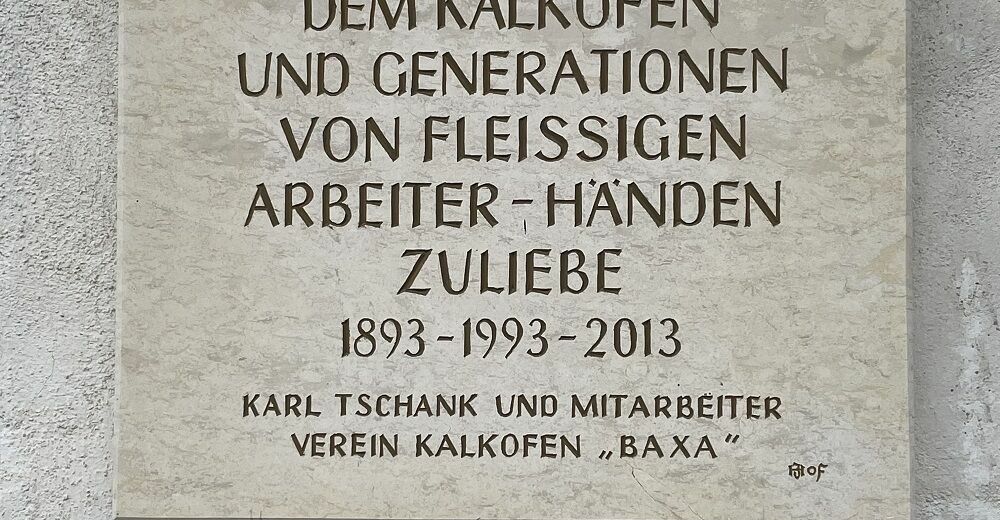 DEM KALKOFEN
UND GENERATIONEN
VON FLEISSIGEN
ARBEITER-HÄNDEN
ZULIEBE
1893-1993-2013
KARL TSCHANK UND MITARBEITER
VEREIN KALKOFEN „BAXA“